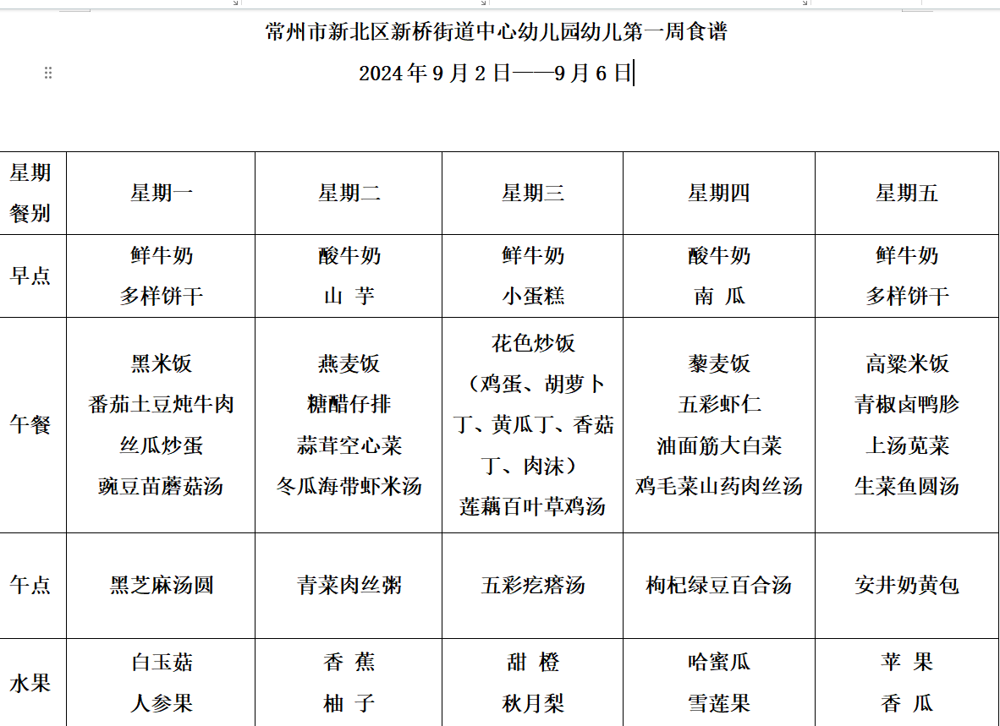 常州市新北区新桥街道中心幼儿园幼儿第一周食谱
2024年9月2日——9月6日
星期
餐别
星期一
星期二
星期三
星期四
星期五
早点
鲜牛奶
多样饼干
酸牛奶
山 芋
鲜牛奶
小蛋糕
酸牛奶
南 瓜
鲜牛奶
多样饼干
午餐
黑米饭
番茄土豆炖牛肉
丝瓜炒蛋
豌豆苗蘑菇汤
燕麦饭
糖醋仔排
蒜茸空心菜
冬瓜海带虾米汤
花色炒饭
（鸡蛋、胡萝卜
丁、黄瓜丁、香菇
丁、肉沫）
莲藕百叶草鸡汤
藜麦饭
五彩虾仁
油面筋大白菜
鸡毛菜山药肉丝汤
高粱米饭
青椒卤鸭胗
上汤苋菜
生菜鱼圆汤
午点
黑芝麻汤圆
青菜肉丝粥
五彩疙瘩汤
枸杞绿豆百合汤
安井奶黄包
水果
白玉菇
人参果
香 蕉
柚 子
甜 橙
秋月梨
哈蜜瓜
雪莲果
苹 果
香 瓜